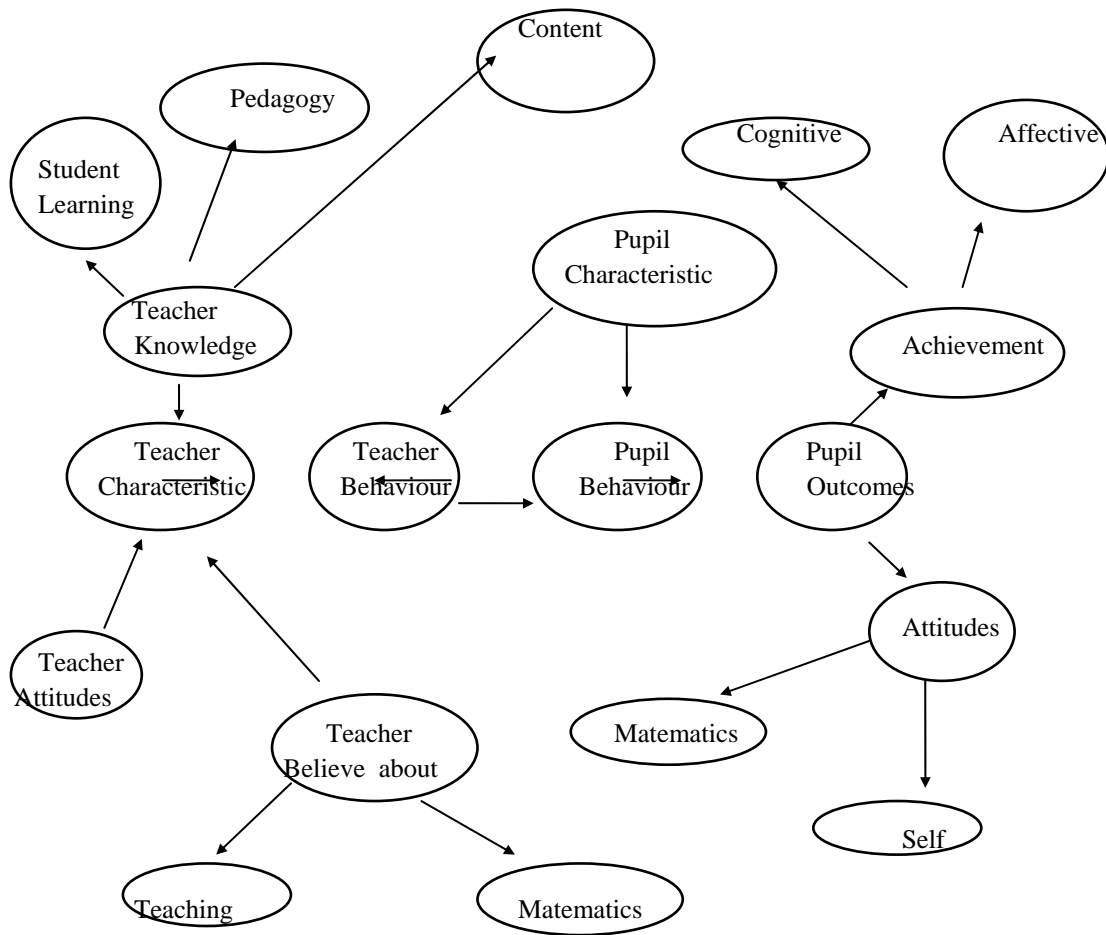 Content
Pedagogy
Cognitive
Affective
Student
Learning
Pupil
Characteristic
Teacher
Knowledge
Achievement
Teacher
Characteristic
Teacher
Behaviour
Pupil
Behaviour
Pupil
Outcomes
Attitudes
Teacher
Attitudes
Matematics
Teacher
Believe about
Self
Teaching
Matematics